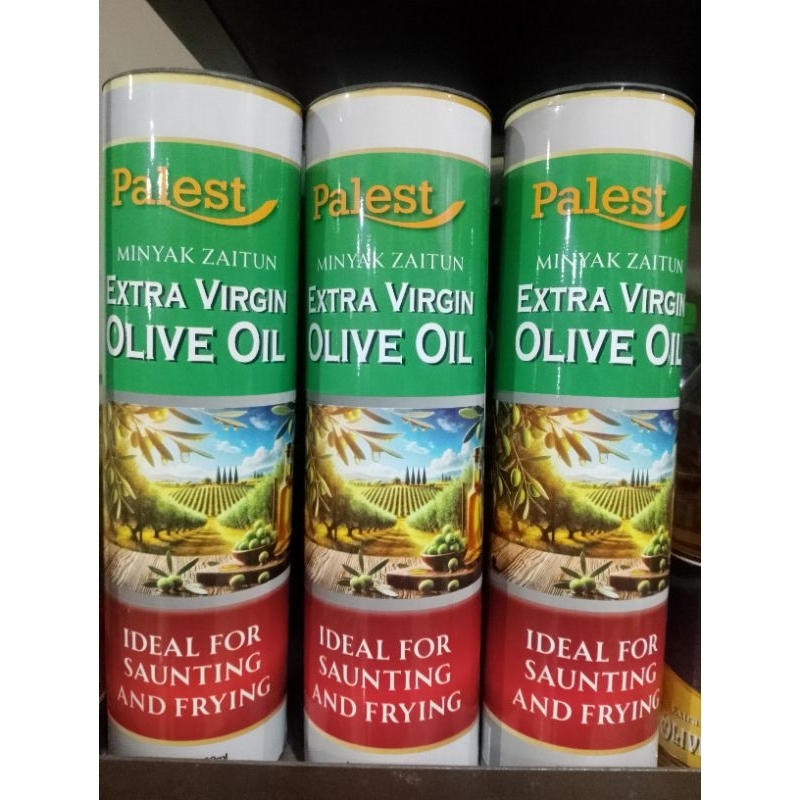 Palest
MINYAK ZAITUN
EXTRA VIRGIN
OLIVE OIL
IDEAL FOR
SAUNTING
AND FRYING
Palest
MINYAK ZAITUN
EXTRA VIRGIN
OLIVE OIL
IDEAL FOR
SAUNTING
AND FRYING
Palest
MINYAK ZAITUN
EXTRA VIRGIN
OLIVE OIL
IDEAL FOR
SAUNTING
AND FRYING